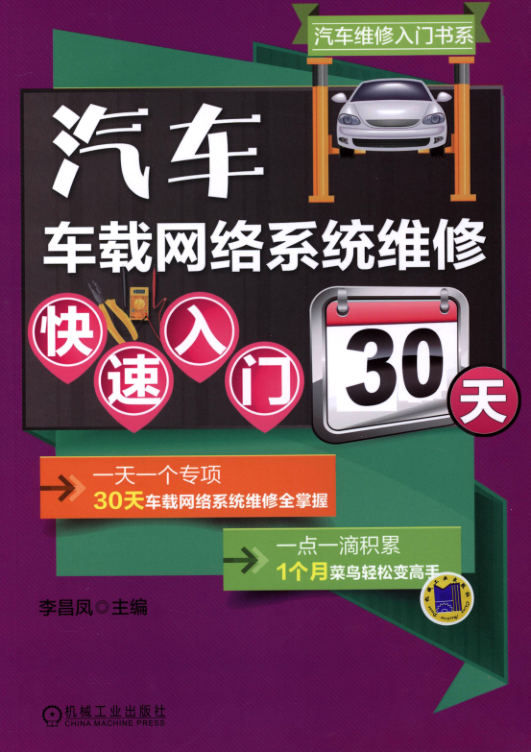 汽车维修入门书系
汽车
车载网络系统维修
快速入门
30天
一天一个专项
30天车载网络系统维修全掌握
一点一滴积累
1个月菜鸟轻松变高手
李昌凤◎主编
机械工业出版社
CHINA MACHINE PRESS